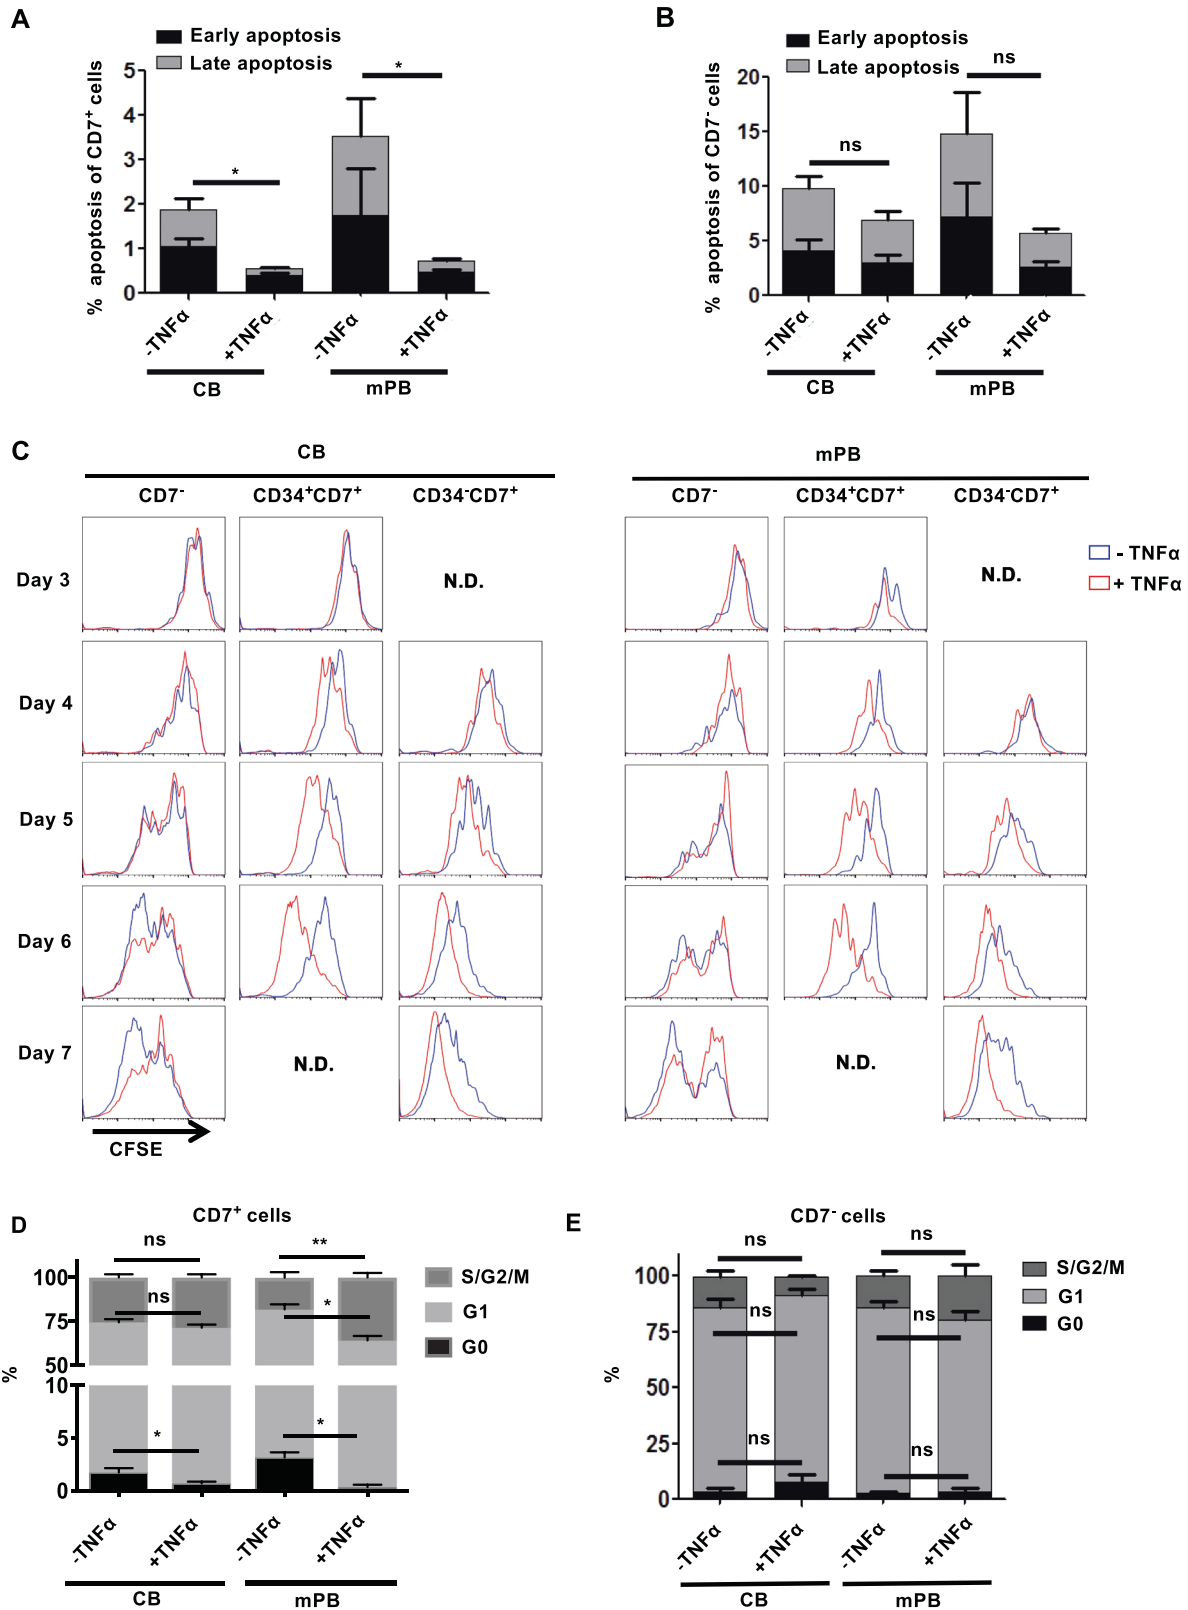 A
Early apoptosis
Late apoptosis
% apoptosis of CD7+ cells
5
4
3
2
1
0
*
*
-TNFα
+TNFα
-TNFα
+TNFα
CB
mPB
B
Early apoptosis
Late apoptosis
% apoptosis of CD7- cells
20
15
10
5
0
ns
ns
-TNFα
+TNFα
-TNFα
+TNFα
CB
mPB
C
CB
mPB
CD7-
CD34+CD7+
CD34-CD7+
CD7-
CD34+CD7+
CD34-CD7+
- TNFα
+ TNFα
Day 3
N.D.
N.D.
Day 4
Day 5
Day 6
Day 7
N.D.
N.D.
CFSE
D
CD7+ cells
ns
**
100
ns
*
75
50
10
*
*
5
0
%
S/G2/M
G1
G0
-TNFα
+TNFα
-TNFα
+TNFα
CB
mPB
E
CD7- cells
ns
ns
100
ns
ns
75
50
25
ns
ns
0
%
S/G2/M
G1
G0
-TNFα
+TNFα
-TNFα
+TNFα
CB
mPB